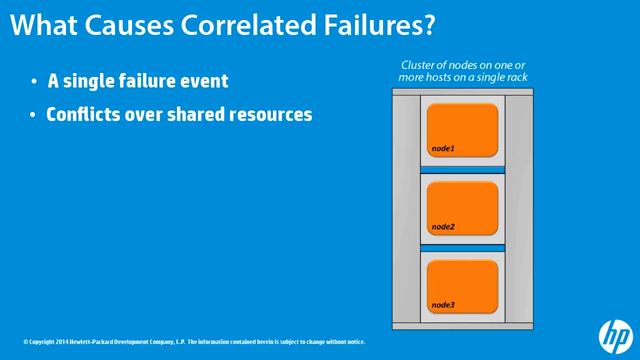 What Causes Correlated Failures?
• A single failure event
• Conflicts over shared resources
Cluster of nodes on one or
more hosts on a single rack
node1
node2
node3
© Copyright 2014 Hewlett-Packard Development Company, L.P. The information contained herein is subject to change without notice.
hp